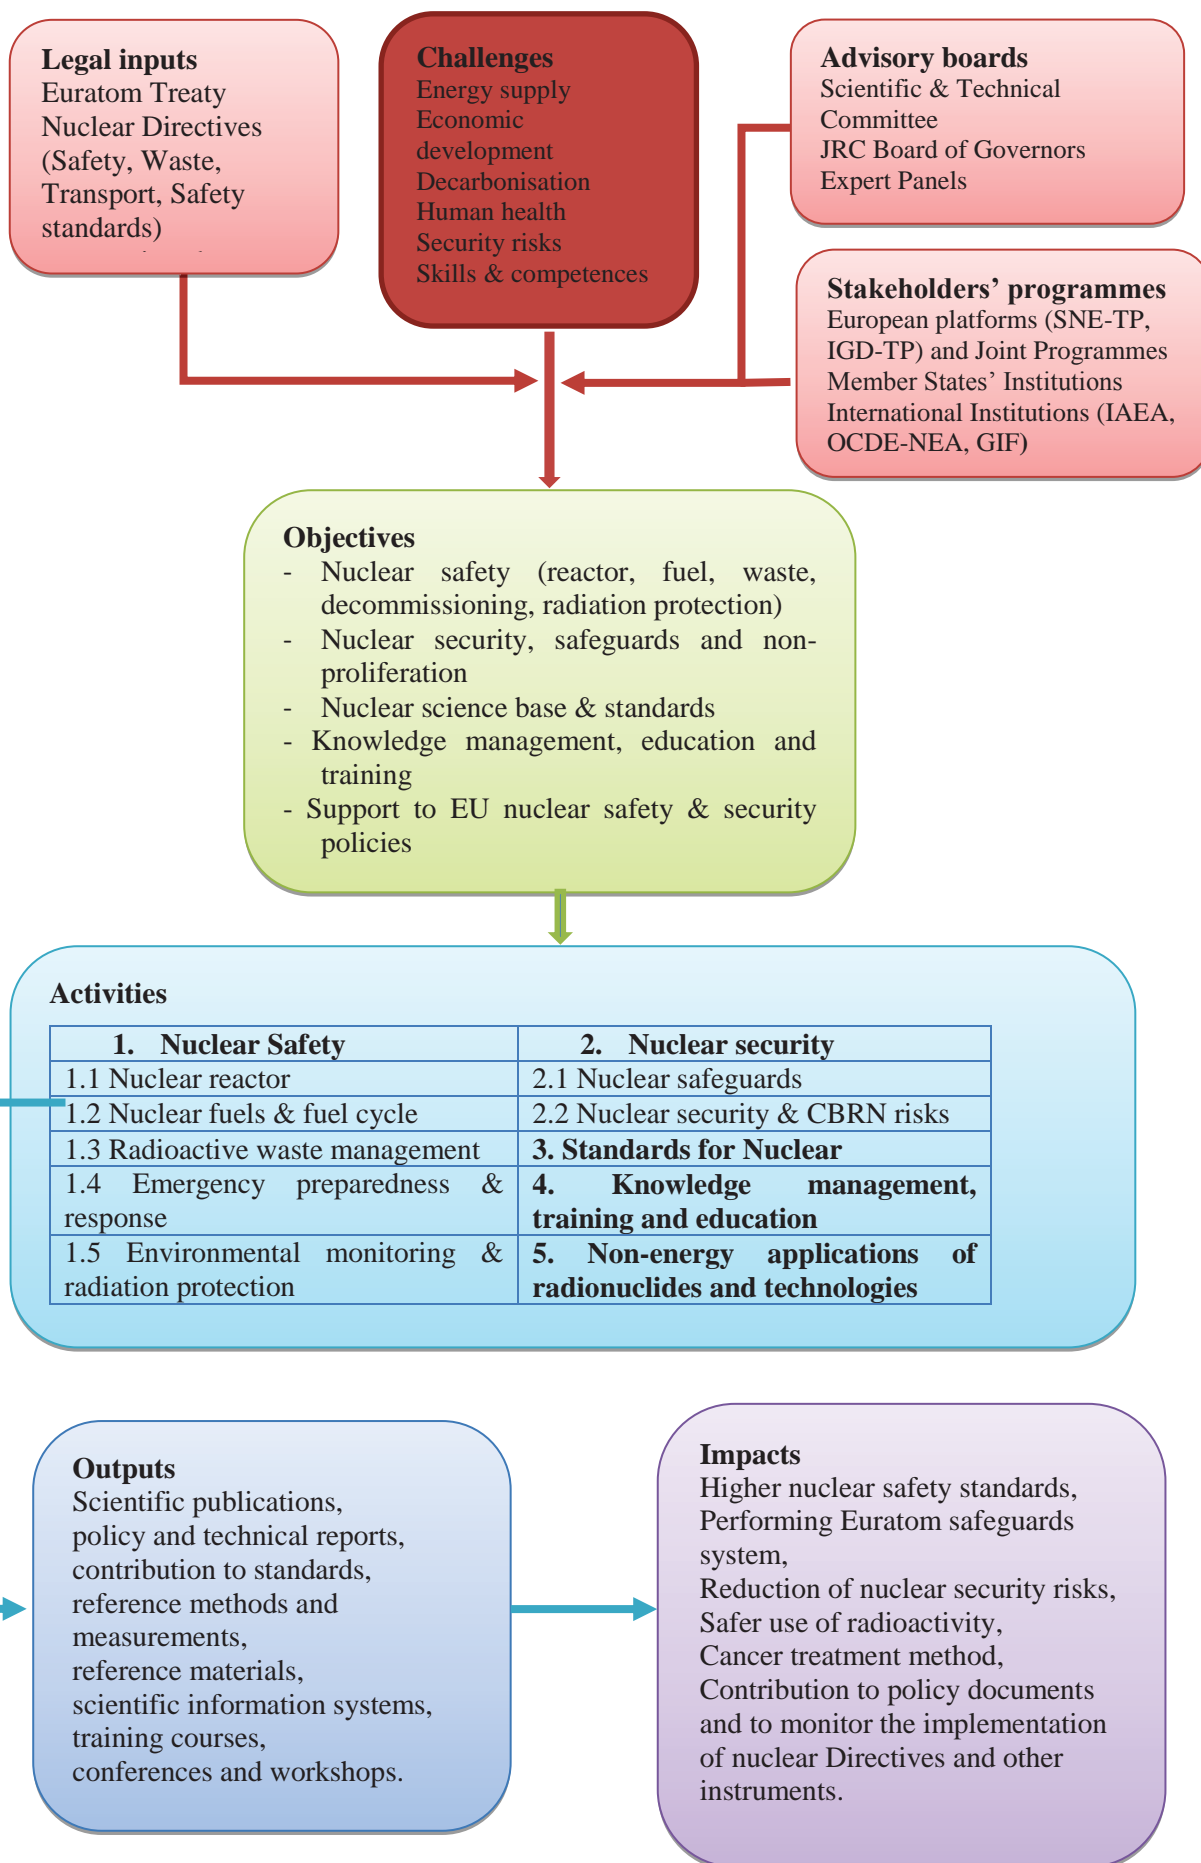 Legal inputs
Euratom Treaty
Nuclear Directives
(Safety, Waste,
Transport, Safety
standards)
Challenges
Energy supply
Economic
development
Decarbonisation
Human health
Security risks
Skills & competences
Advisory boards
Scientific & Technical
Committee
JRC Board of Governors
Expert Panels
Stakeholders’ programmes
European platforms (SNE-TP,
IGD-TP) and Joint Programmes
Member States’ Institutions
International Institutions (IAEA,
OCDE-NEA, GIF)
Objectives
- Nuclear safety (reactor, fuel, waste,
decommissioning, radiation protection)
- Nuclear security, safeguards and non-
proliferation
- Nuclear science base & standards
- Knowledge management, education and
training
- Support to EU nuclear safety & security
policies
Activities
1. Nuclear Safety
2. Nuclear security
1.1 Nuclear reactor
2.1 Nuclear safeguards
1.2 Nuclear fuels & fuel cycle
2.2 Nuclear security & CBRN risks
1.3 Radioactive waste management
3. Standards for Nuclear
1.4 Emergency preparedness &
response
4. Knowledge management,
training and education
1.5 Environmental monitoring &
radiation protection
5. Non-energy applications of
radionuclides and technologies
Outputs
Scientific publications,
policy and technical reports,
contribution to standards,
reference methods and
measurements,
reference materials,
scientific information systems,
training courses,
conferences and workshops.
Impacts
Higher nuclear safety standards,
Performing Euratom safeguards
system,
Reduction of nuclear security risks,
Safer use of radioactivity,
Cancer treatment method,
Contribution to policy documents
and to monitor the implementation
of nuclear Directives and other
instruments.